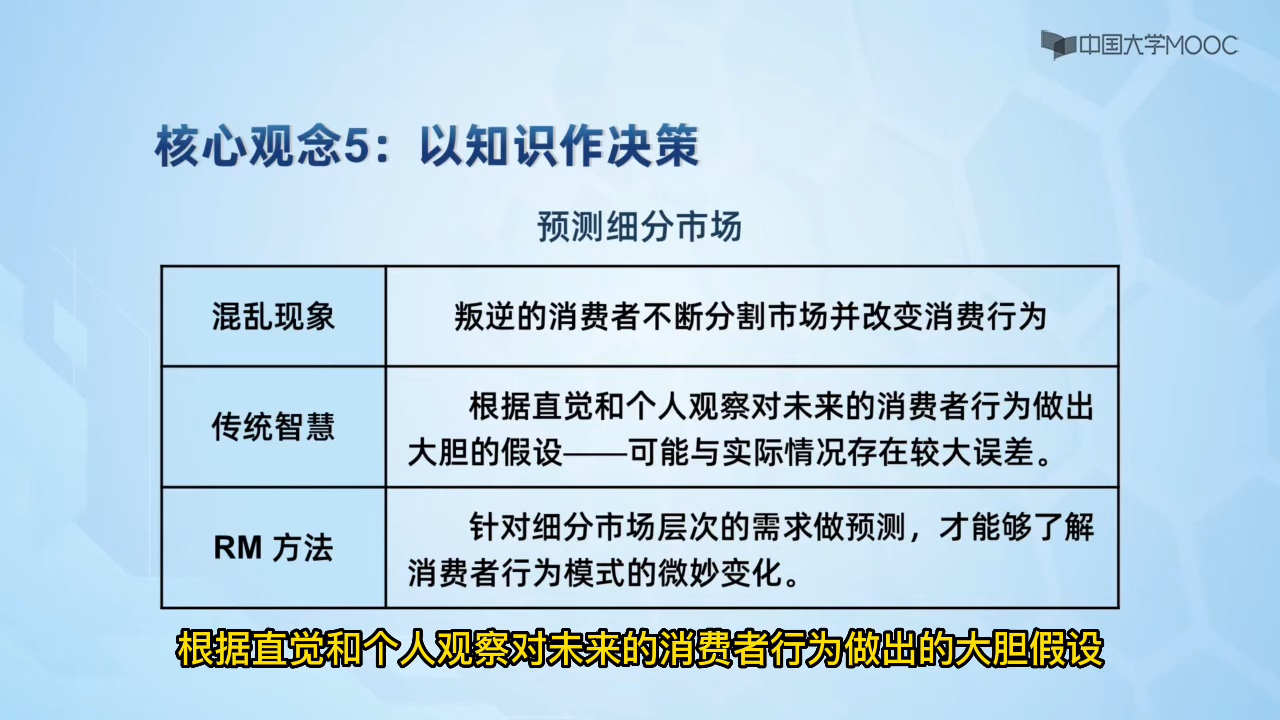 中国大学MOOC
核心观念5：以知识作决策
预测细分市场
混乱现象
叛逆的消费者不断分割市场并改变消费行为
传统智慧
根据直觉和个人观察对未来的消费者行为做出
大胆的假设——可能与实际情况存在较大误差。
RM 方法
针对细分市场层次的需求做预测，才能够了解
消费者行为模式的微妙变化。
根据直觉和个人观察对未来的消费者行为做出的大胆假设